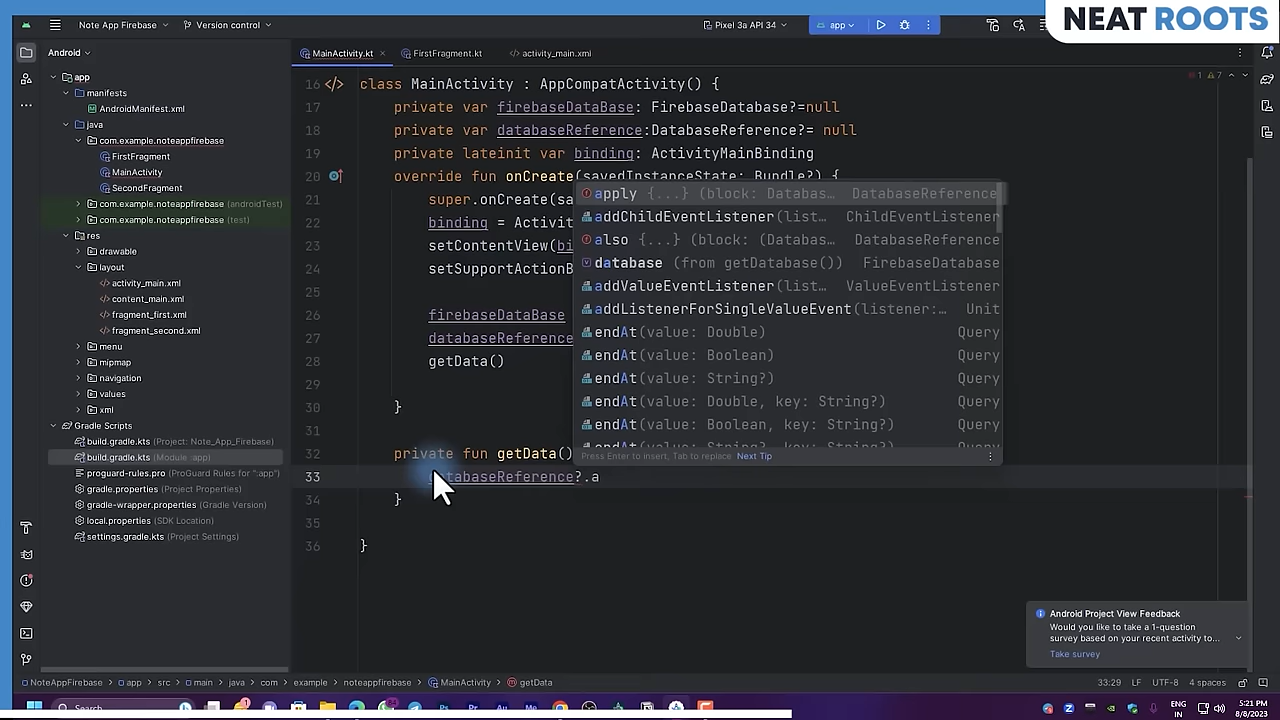 NEAT ROOTS
Note App Firebase
Version control
Pixel 3a API 34
app
Android
MainActivity.kt
FirstFragment.kt
activity_main.xml
app
manifests
AndroidManifest.xml
java
com.example.noteappfirebase
FirstFragment
MainActivity
SecondFragment
com.example.noteappfirebase (androidTest)
com.example.noteappfirebase (test)
res
drawable
layout
activity_main.xml
content_main.xml
fragment_first.xml
fragment_second.xml
menu
mipmap
navigation
values
xml
Gradle Scripts
build.gradle.kts (Project: Note_App_Firebase)
build.gradle.kts (Module :app)
proguard-rules.pro (ProGuard Rules for ":app")
gradle.properties (Project Properties)
gradle-wrapper.properties (Gradle Version)
local.properties (SDK Location)
settings.gradle.kts (Project Settings)
1 7
16 class MainActivity : AppCompatActivity() {
17 private var firebaseDataBase: FirebaseDatabase?=null
18 private var databaseReference:DatabaseReference?= null
19 private lateinit var binding: ActivityMainBinding
20 override fun onCreate(savedInstanceState: Bundle?) {
21 super.onCreate(sa
22 binding = Activit
23 setContentView(bi
24 setSupportActionB
25
26 firebaseDataBase
27 databaseReference
28 getData()
29
30 }
31
32 private fun getData()
33 databaseReference?.a
34 }
35
36 }
apply {...} (block: Databas... DatabaseReference
addChildEventListener(list... ChildEventListener
also {...} (block: (Databas... DatabaseReference
database (from getDatabase()) FirebaseDatabase
addValueEventListener(list... ValueEventListener
addListenerForSingleValueEvent(listener:... Unit
endAt(value: Double) Query
endAt(value: Boolean) Query
endAt(value: String?) Query
endAt(value: Double, key: String?) Query
endAt(value: Boolean, key: String?) Query
endAt(value: String?, key: String?) Query
Press Enter to insert, Tab to replace Next Tip
Android Project View Feedback
Would you like to take a 1-question
survey based on your recent activity to...
Take survey
NoteAppFirebase app src main java com example noteappfirebase MainActivity getData
33:29 LF UTF-8 4 spaces
Search
ENG
IN
5:21 PM
8/8/2023